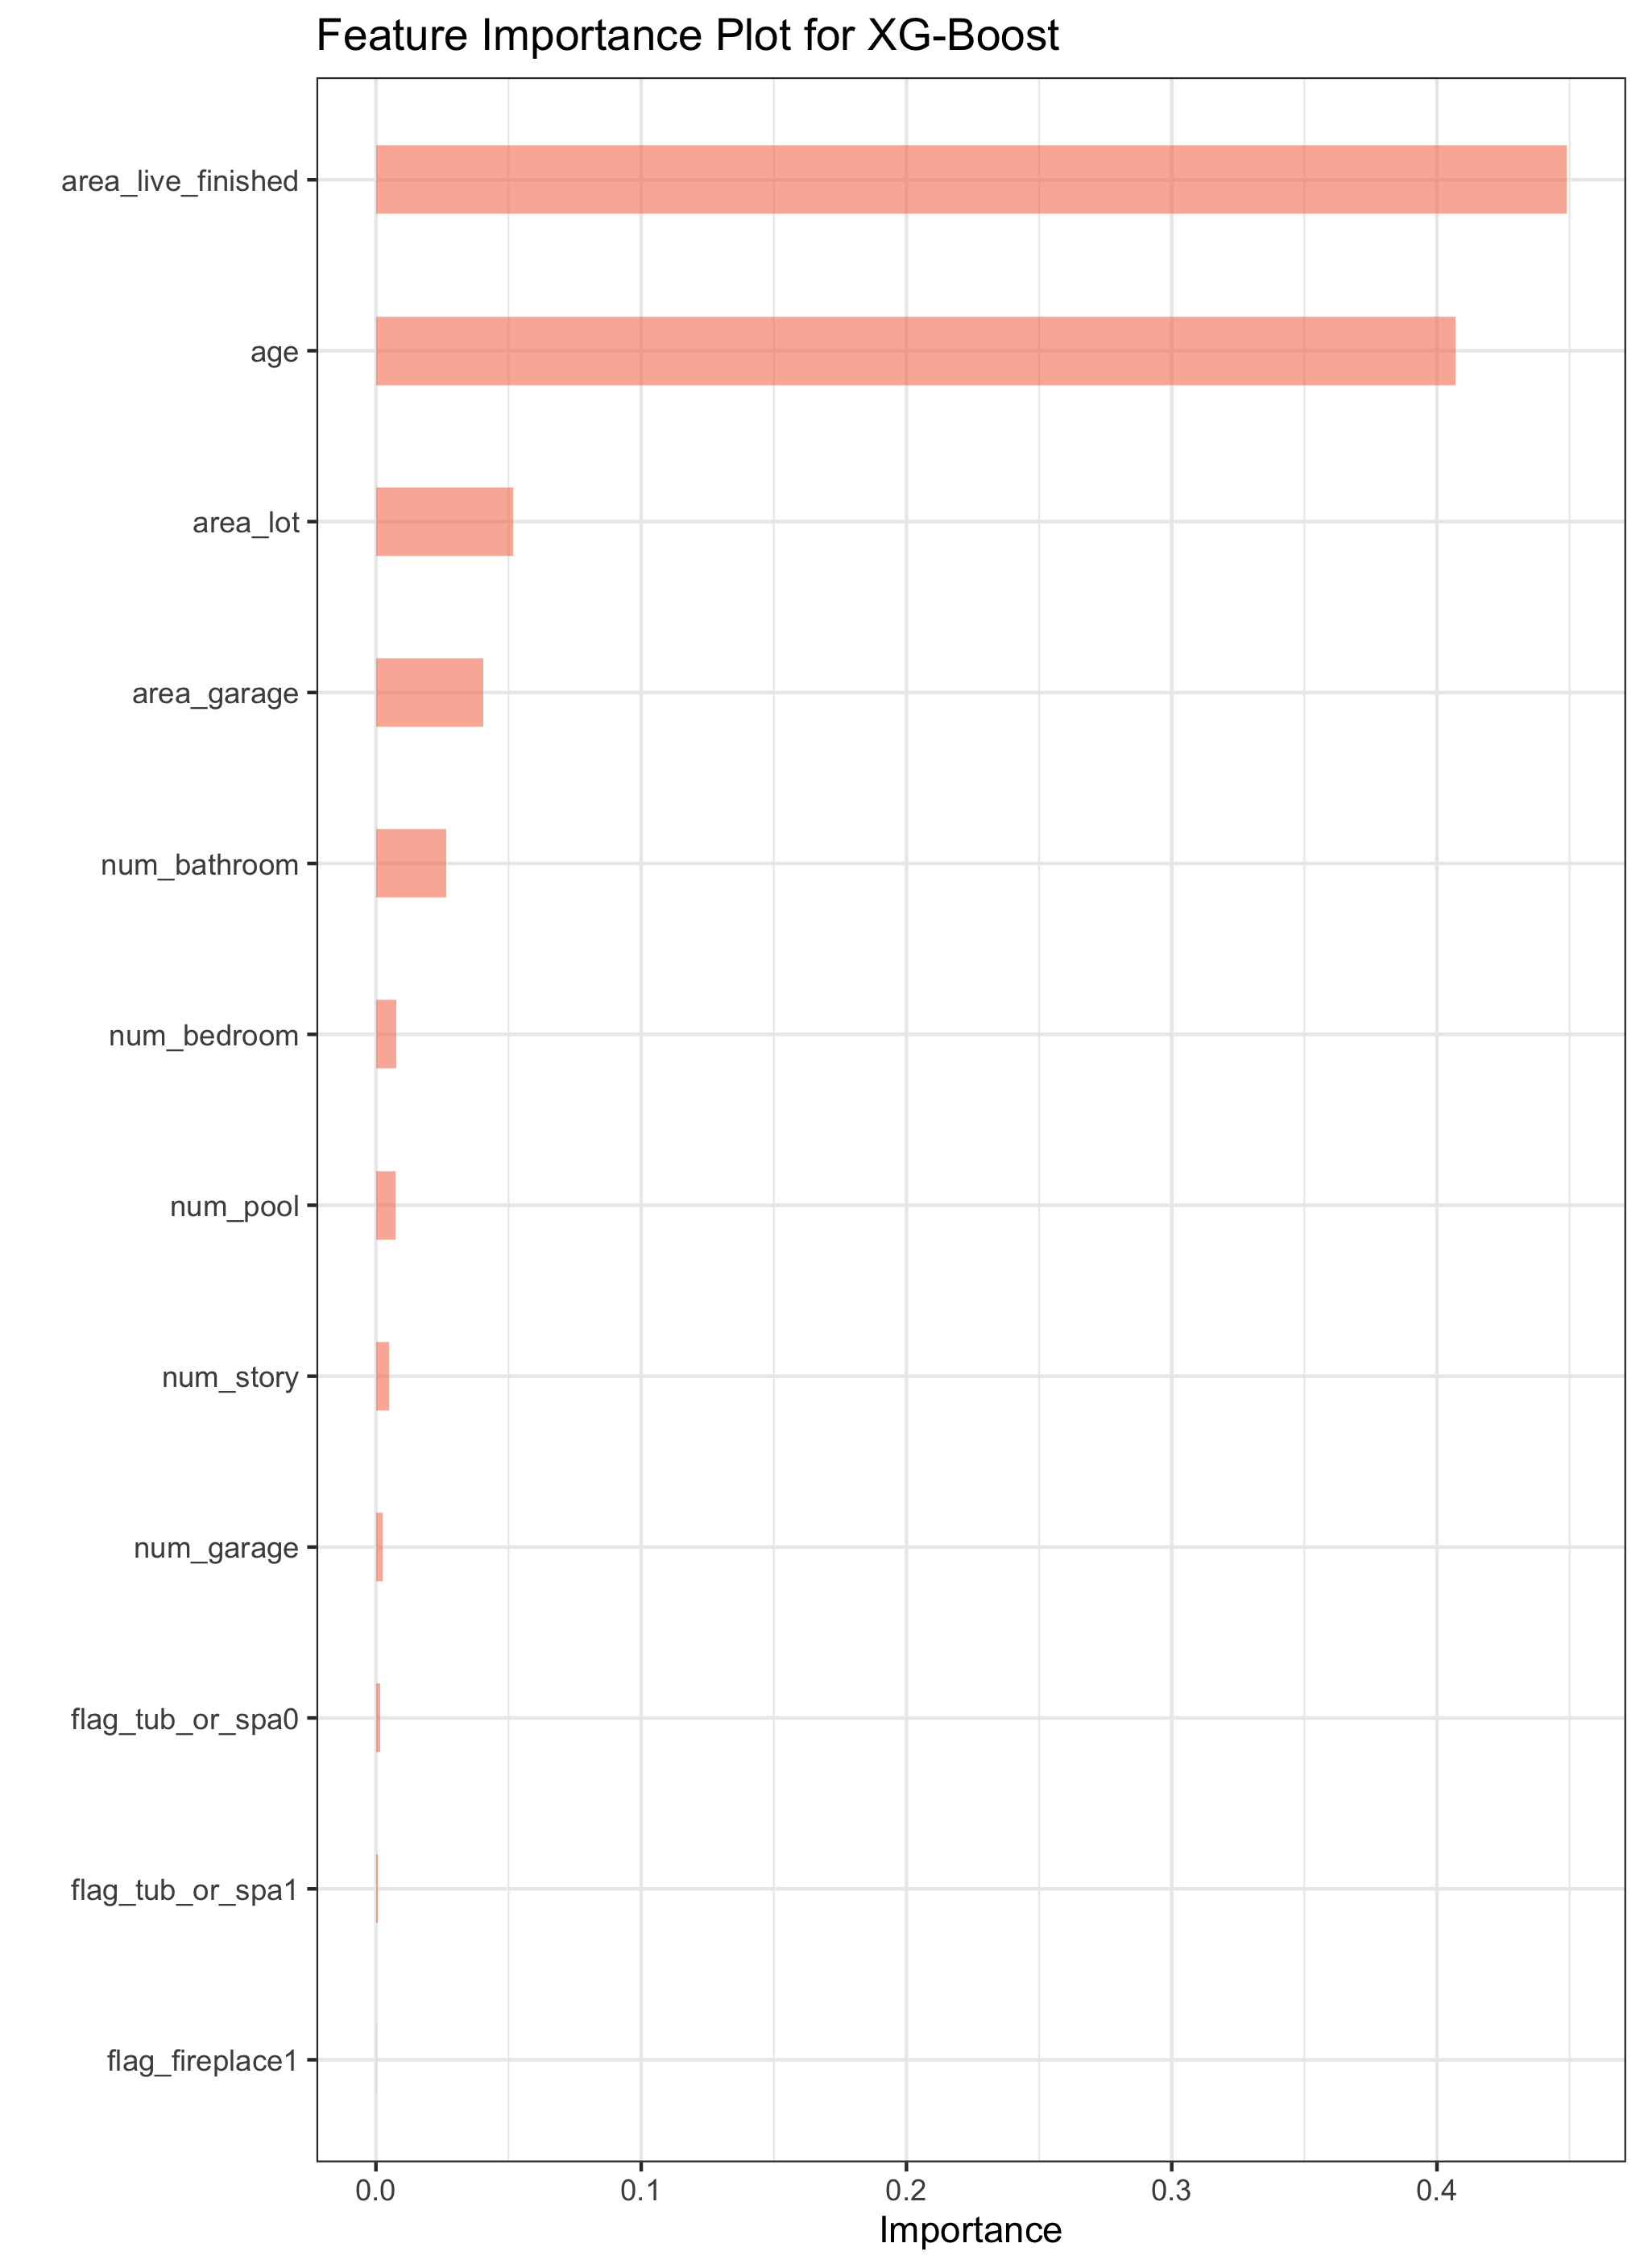 Feature Importance Plot for XG-Boost
area_live_finished
age
area_lot
area_garage
num_bathroom
num_bedroom
num_pool
num_story
num_garage
flag_tub_or_spa0
flag_tub_or_spa1
flag_fireplace1
0.0 0.1 0.2 0.3 0.4
Importance